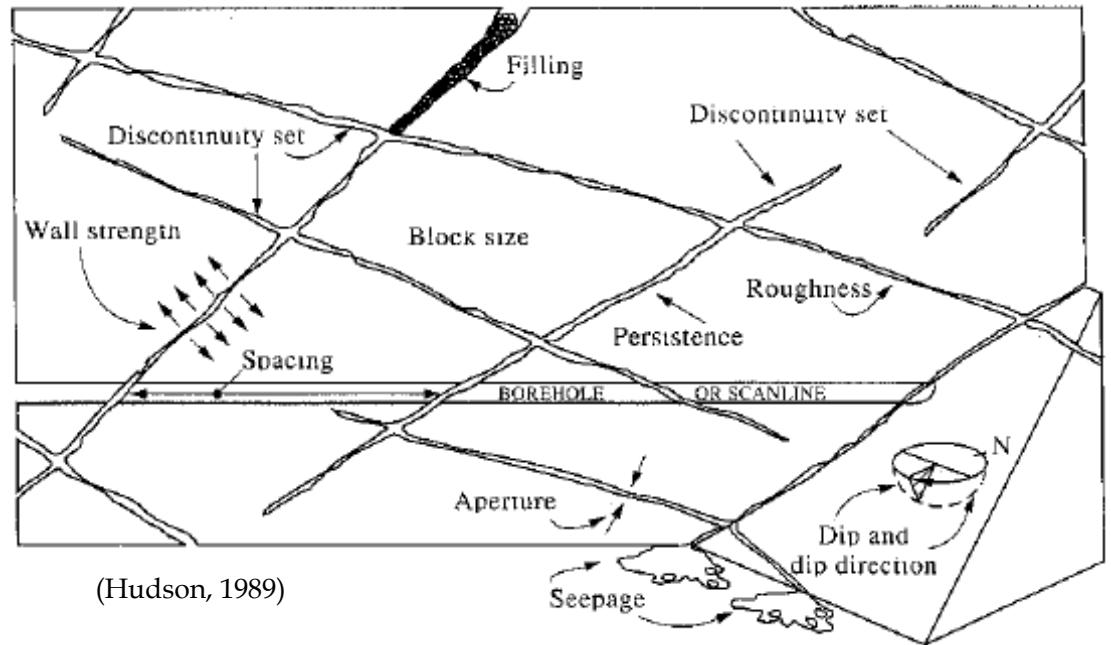 Filling
Discontinuity set
Discontinuity set
Wall strength
Block size
Roughness
Persistence
Spacing
BOREHOLE OR SCANLINE
N
Aperture
Dip and
dip direction
(Hudson, 1989)
Seepage